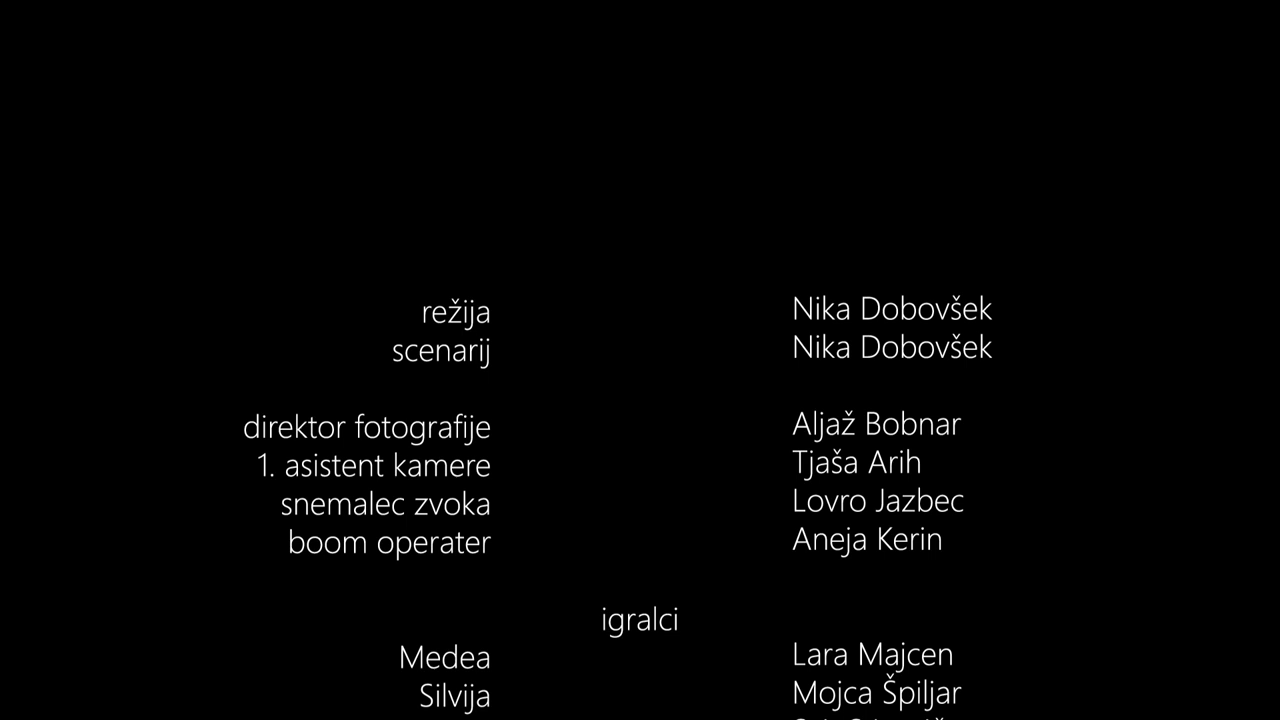 režija Nika Dobovšek
scenarij Nika Dobovšek
direktor fotografije Aljaž Bobnar
1. asistent kamere Tjaša Arih
snemalec zvoka Lovro Jazbec
boom operater Aneja Kerin
igralci
Medea Lara Majcen
Silvija Mojca Špiljar